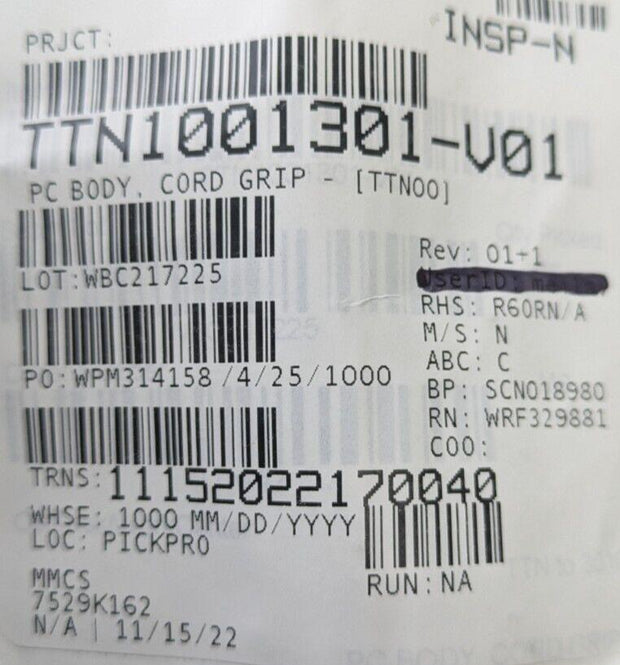 PRJCT:
INSP-N
TTN1001301-V01
PC BODY, CORD GRIP - [TTN00]
LOT:WBC217225
PO:WPM314158 /4/25/1000
Rev: 01-1
UserID:
RHS: R60RN/A
M/S: N
ABC: C
BP: SCN018980
RN: WRF329881
COO:
TRNS:11152022170040
WHSE: 1000 MM/DD/YYYY
LOC: PICKPRO
RUN:NA
MMCS
7529K162
N/A | 11/15/22